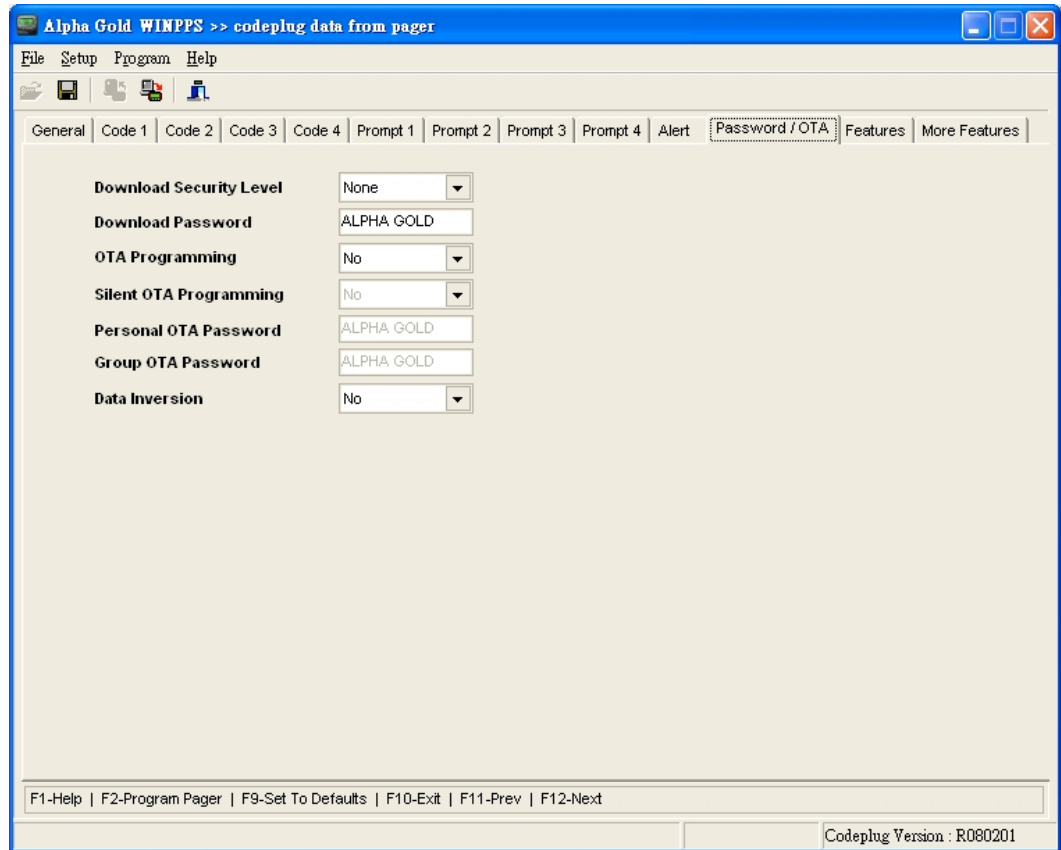 Alpha Gold WINPPS >> codeplug data from pager
File Setup Program Help
General Code 1 Code 2 Code 3 Code 4 Prompt 1 Prompt 2 Prompt 3 Prompt 4 Alert Password / OTA Features More Features
Download Security Level None
Download Password ALPHA GOLD
OTA Programming No
Silent OTA Programming No
Personal OTA Password ALPHA GOLD
Group OTA Password ALPHA GOLD
Data Inversion No
F1-Help | F2-Program Pager | F9-Set To Defaults | F10-Exit | F11-Prev | F12-Next
Codeplug Version : R080201